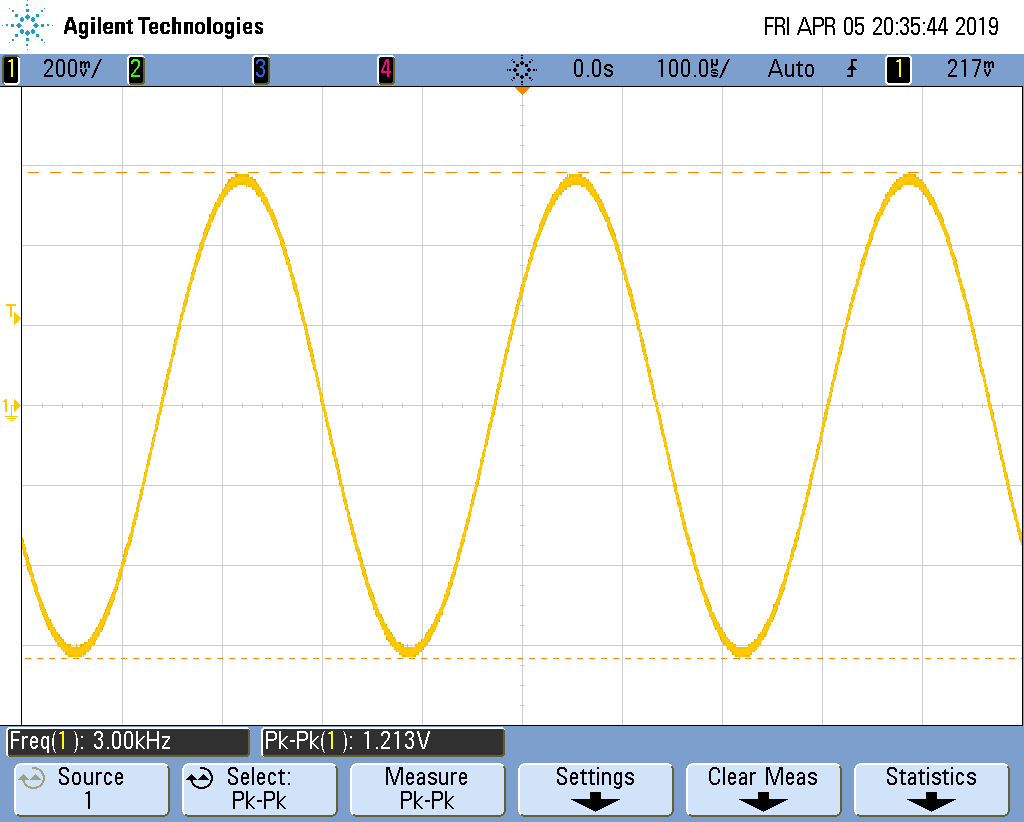 Agilent Technologies FRI APR 05 20:35:44 2019
1 200mV/ 2 3 4 0.0s 100.0µs/ Auto 1 217mV
T
1
Freq(1): 3.00kHz Pk-Pk(1): 1.213V
Source Select: Measure Settings Clear Meas Statistics
1 Pk-Pk Pk-Pk